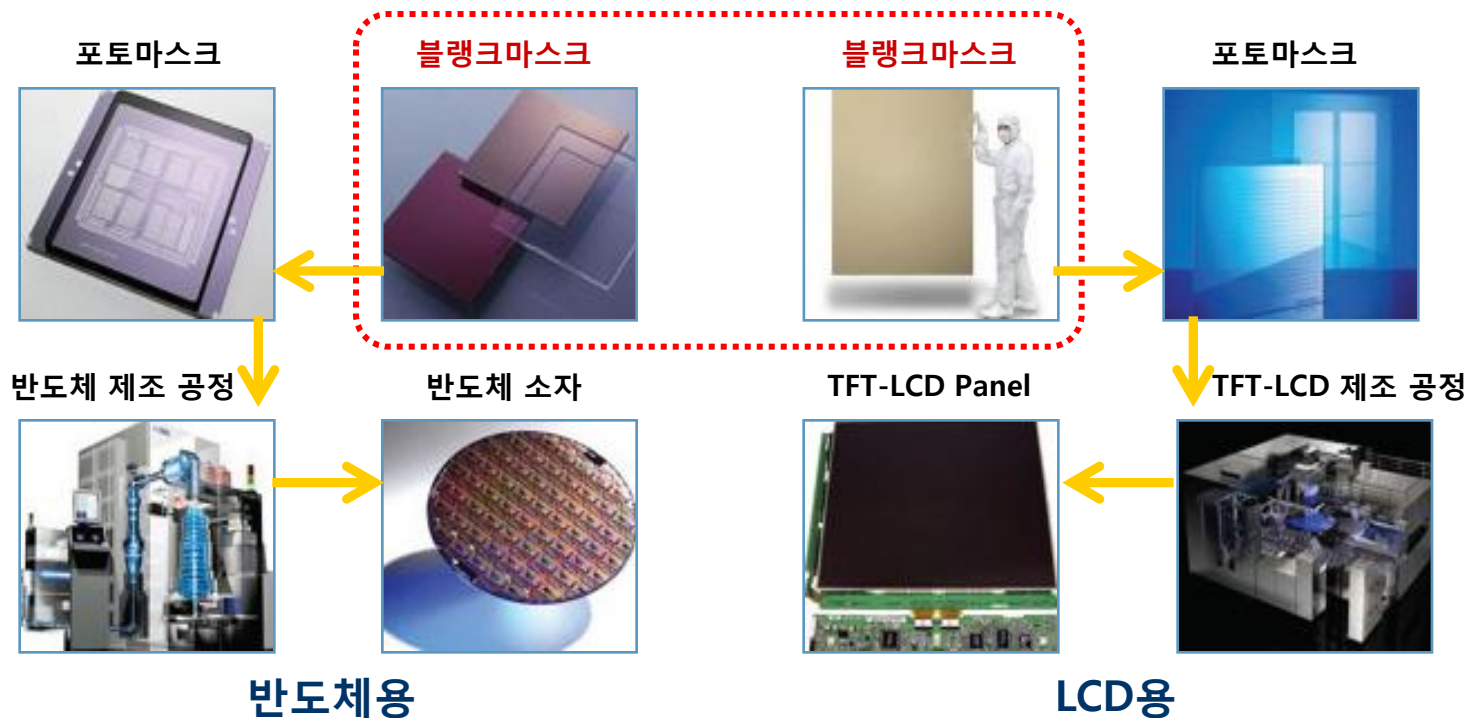 포토마스크
블랭크마스크
블랭크마스크
포토마스크
반도체 제조 공정
반도체 소자
TFT-LCD Panel
TFT-LCD 제조 공정
반도체용
LCD용